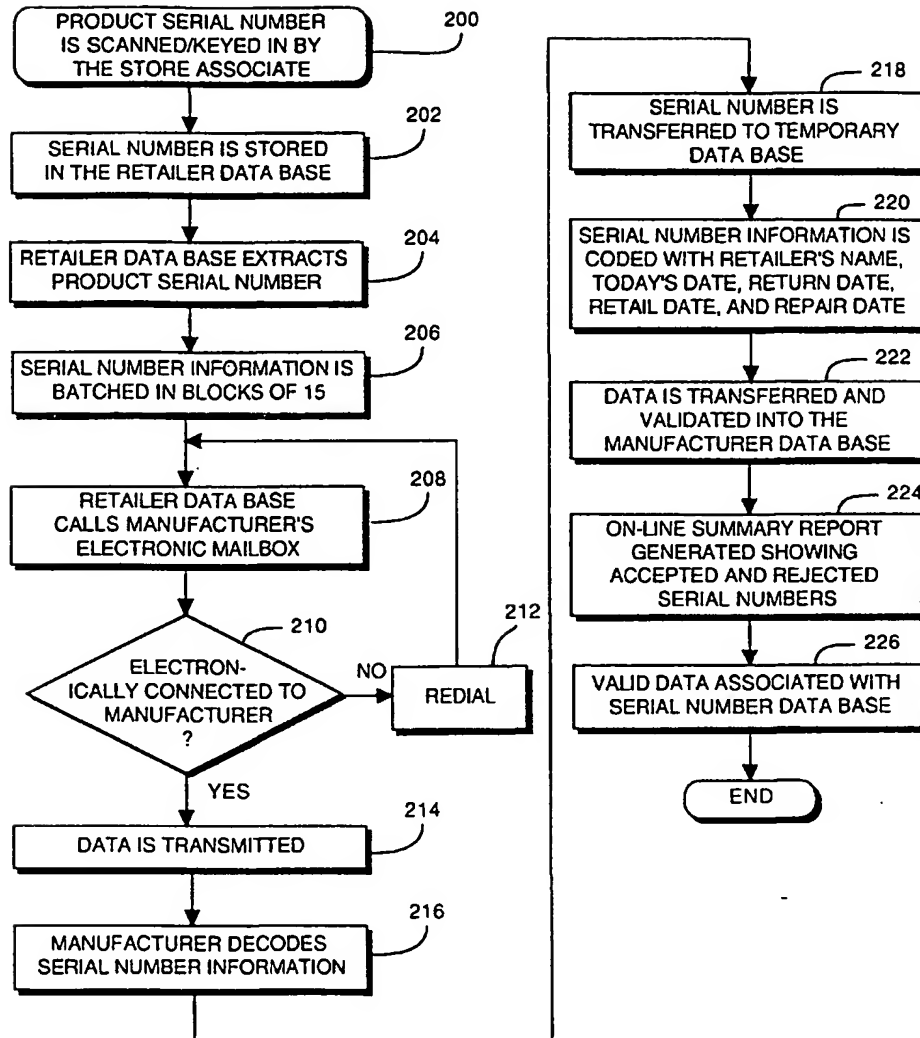 PRODUCT SERIAL NUMBER
IS SCANNED/KEYED IN BY
THE STORE ASSOCIATE
200
SERIAL NUMBER IS STORED
IN THE RETAILER DATA BASE
202
RETAILER DATA BASE EXTRACTS
PRODUCT SERIAL NUMBER
204
SERIAL NUMBER INFORMATION IS
BATCHED IN BLOCKS OF 15
206
RETAILER DATA BASE
CALLS MANUFACTURER'S
ELECTRONIC MAILBOX
208
ELECTRON-
ICALLY CONNECTED TO
MANUFACTURER
?
210
NO
REDIAL
212
YES
DATA IS TRANSMITTED
214
MANUFACTURER DECODES
SERIAL NUMBER INFORMATION
216
218
SERIAL NUMBER IS
TRANSFERRED TO TEMPORARY
DATA BASE
220
SERIAL NUMBER INFORMATION IS
CODED WITH RETAILER'S NAME,
TODAY'S DATE, RETURN DATE,
RETAIL DATE, AND REPAIR DATE
222
DATA IS TRANSFERRED AND
VALIDATED INTO THE
MANUFACTURER DATA BASE
224
ON-LINE SUMMARY REPORT
GENERATED SHOWING
ACCEPTED AND REJECTED
SERIAL NUMBERS
226
VALID DATA ASSOCIATED WITH
SERIAL NUMBER DATA BASE
END